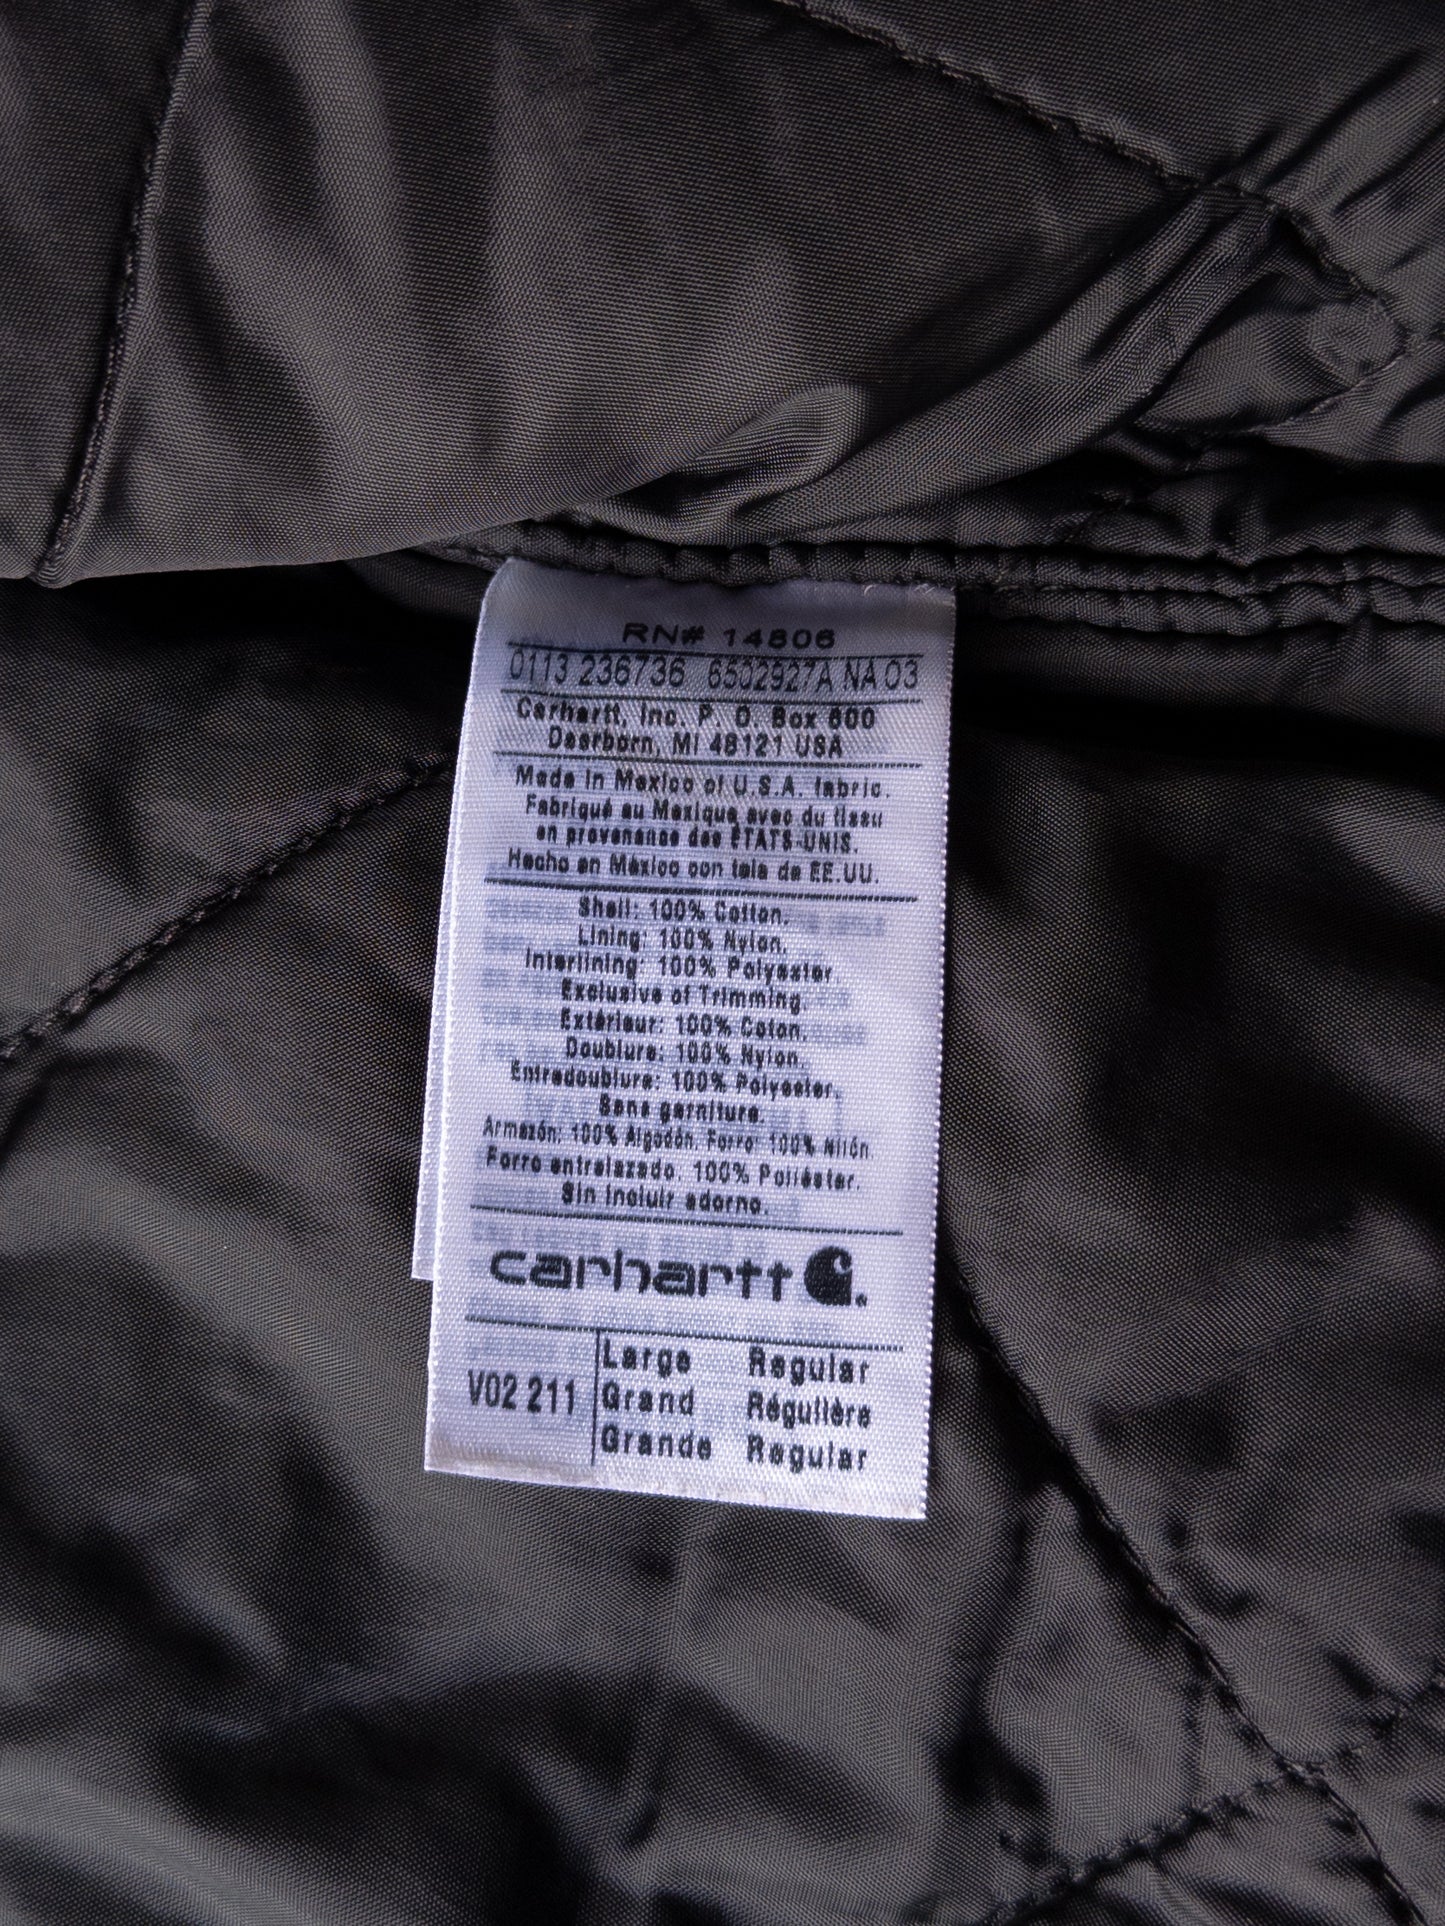 RN# 14806
0113 236736 6502927A NA 03
Carhartt, Inc. P. O. Box 600
Dearborn, MI 48121 USA
Made in Mexico of U.S.A. fabric.
Fabriqué au Mexique avec du tissu
en provenance des ÉTATS-UNIS.
Hecho en México con tela de EE.UU.
Shell: 100% Cotton.
Lining: 100% Nylon.
Interlining: 100% Polyester
Exclusive of Trimming.
Extérieur: 100% Coton.
Doublure: 100% Nylon.
Entredoublure: 100% Polyester.
Sans garniture.
Armazón: 100% Algodón. Forro: 100% Nilón.
Forro entrelazado. 100% Poliéster.
Sin incluir adorno.
carhartt
V02 211
Large Regular
Grand Régulière
Grande Regular